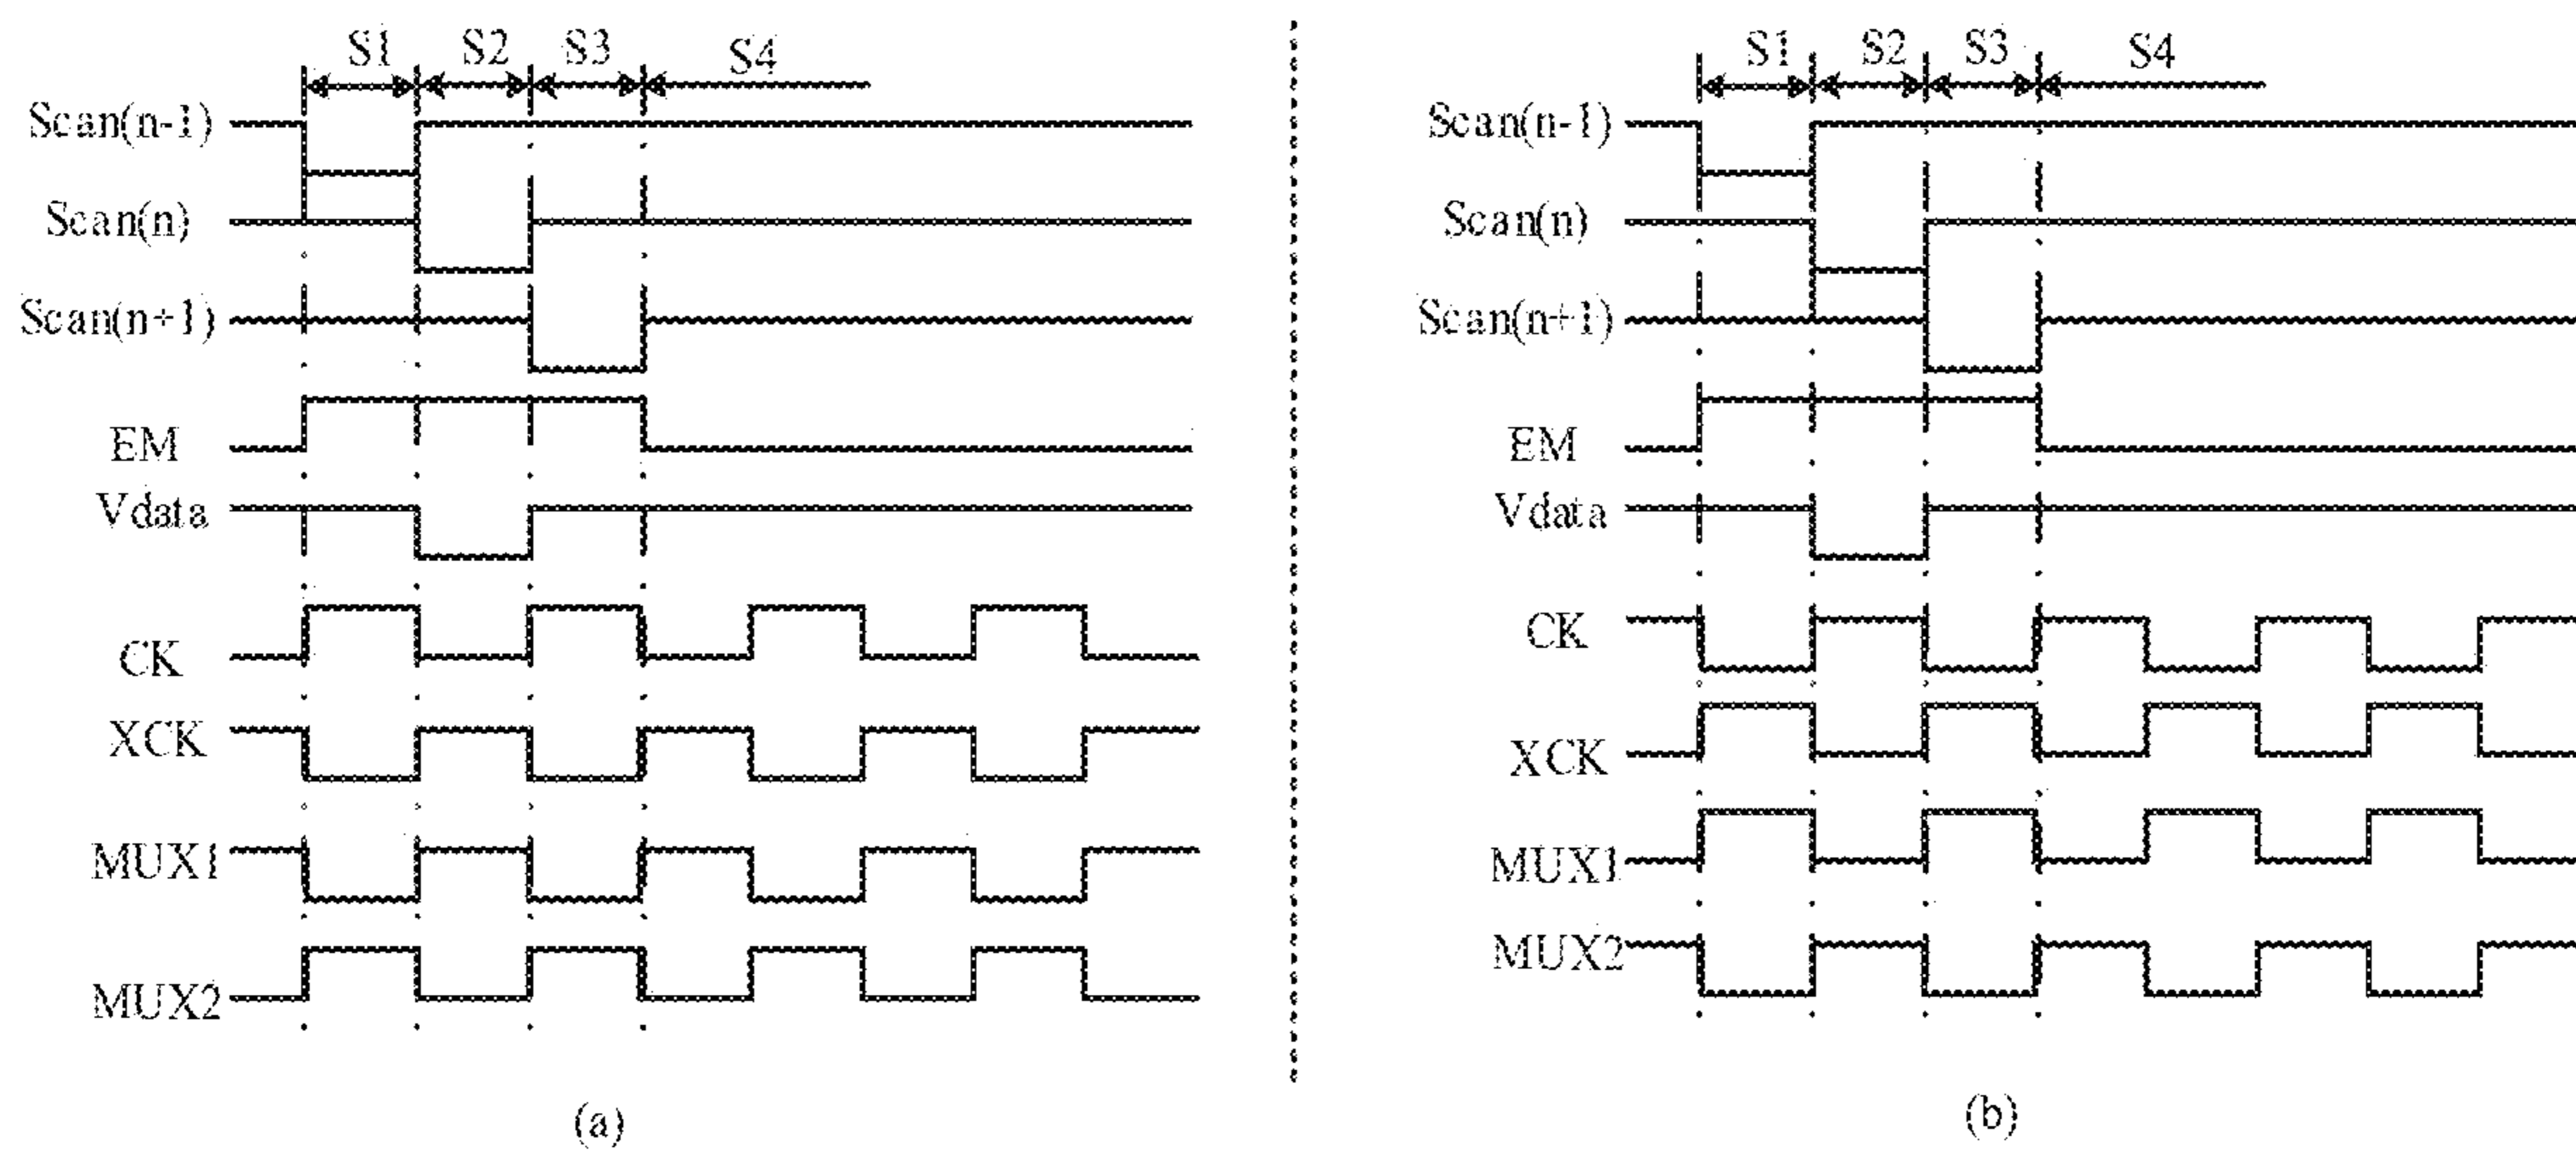 S1 S2 S3 S4
Scan(n-1)
Scan(n)
Scan(n+1)
EM
Vdata
CK
XCK
MUX1
MUX2
(a)
S1 S2 S3 S4
Scan(n-1)
Scan(n)
Scan(n+1)
EM
Vdata
CK
XCK
MUX1
MUX2
(b)